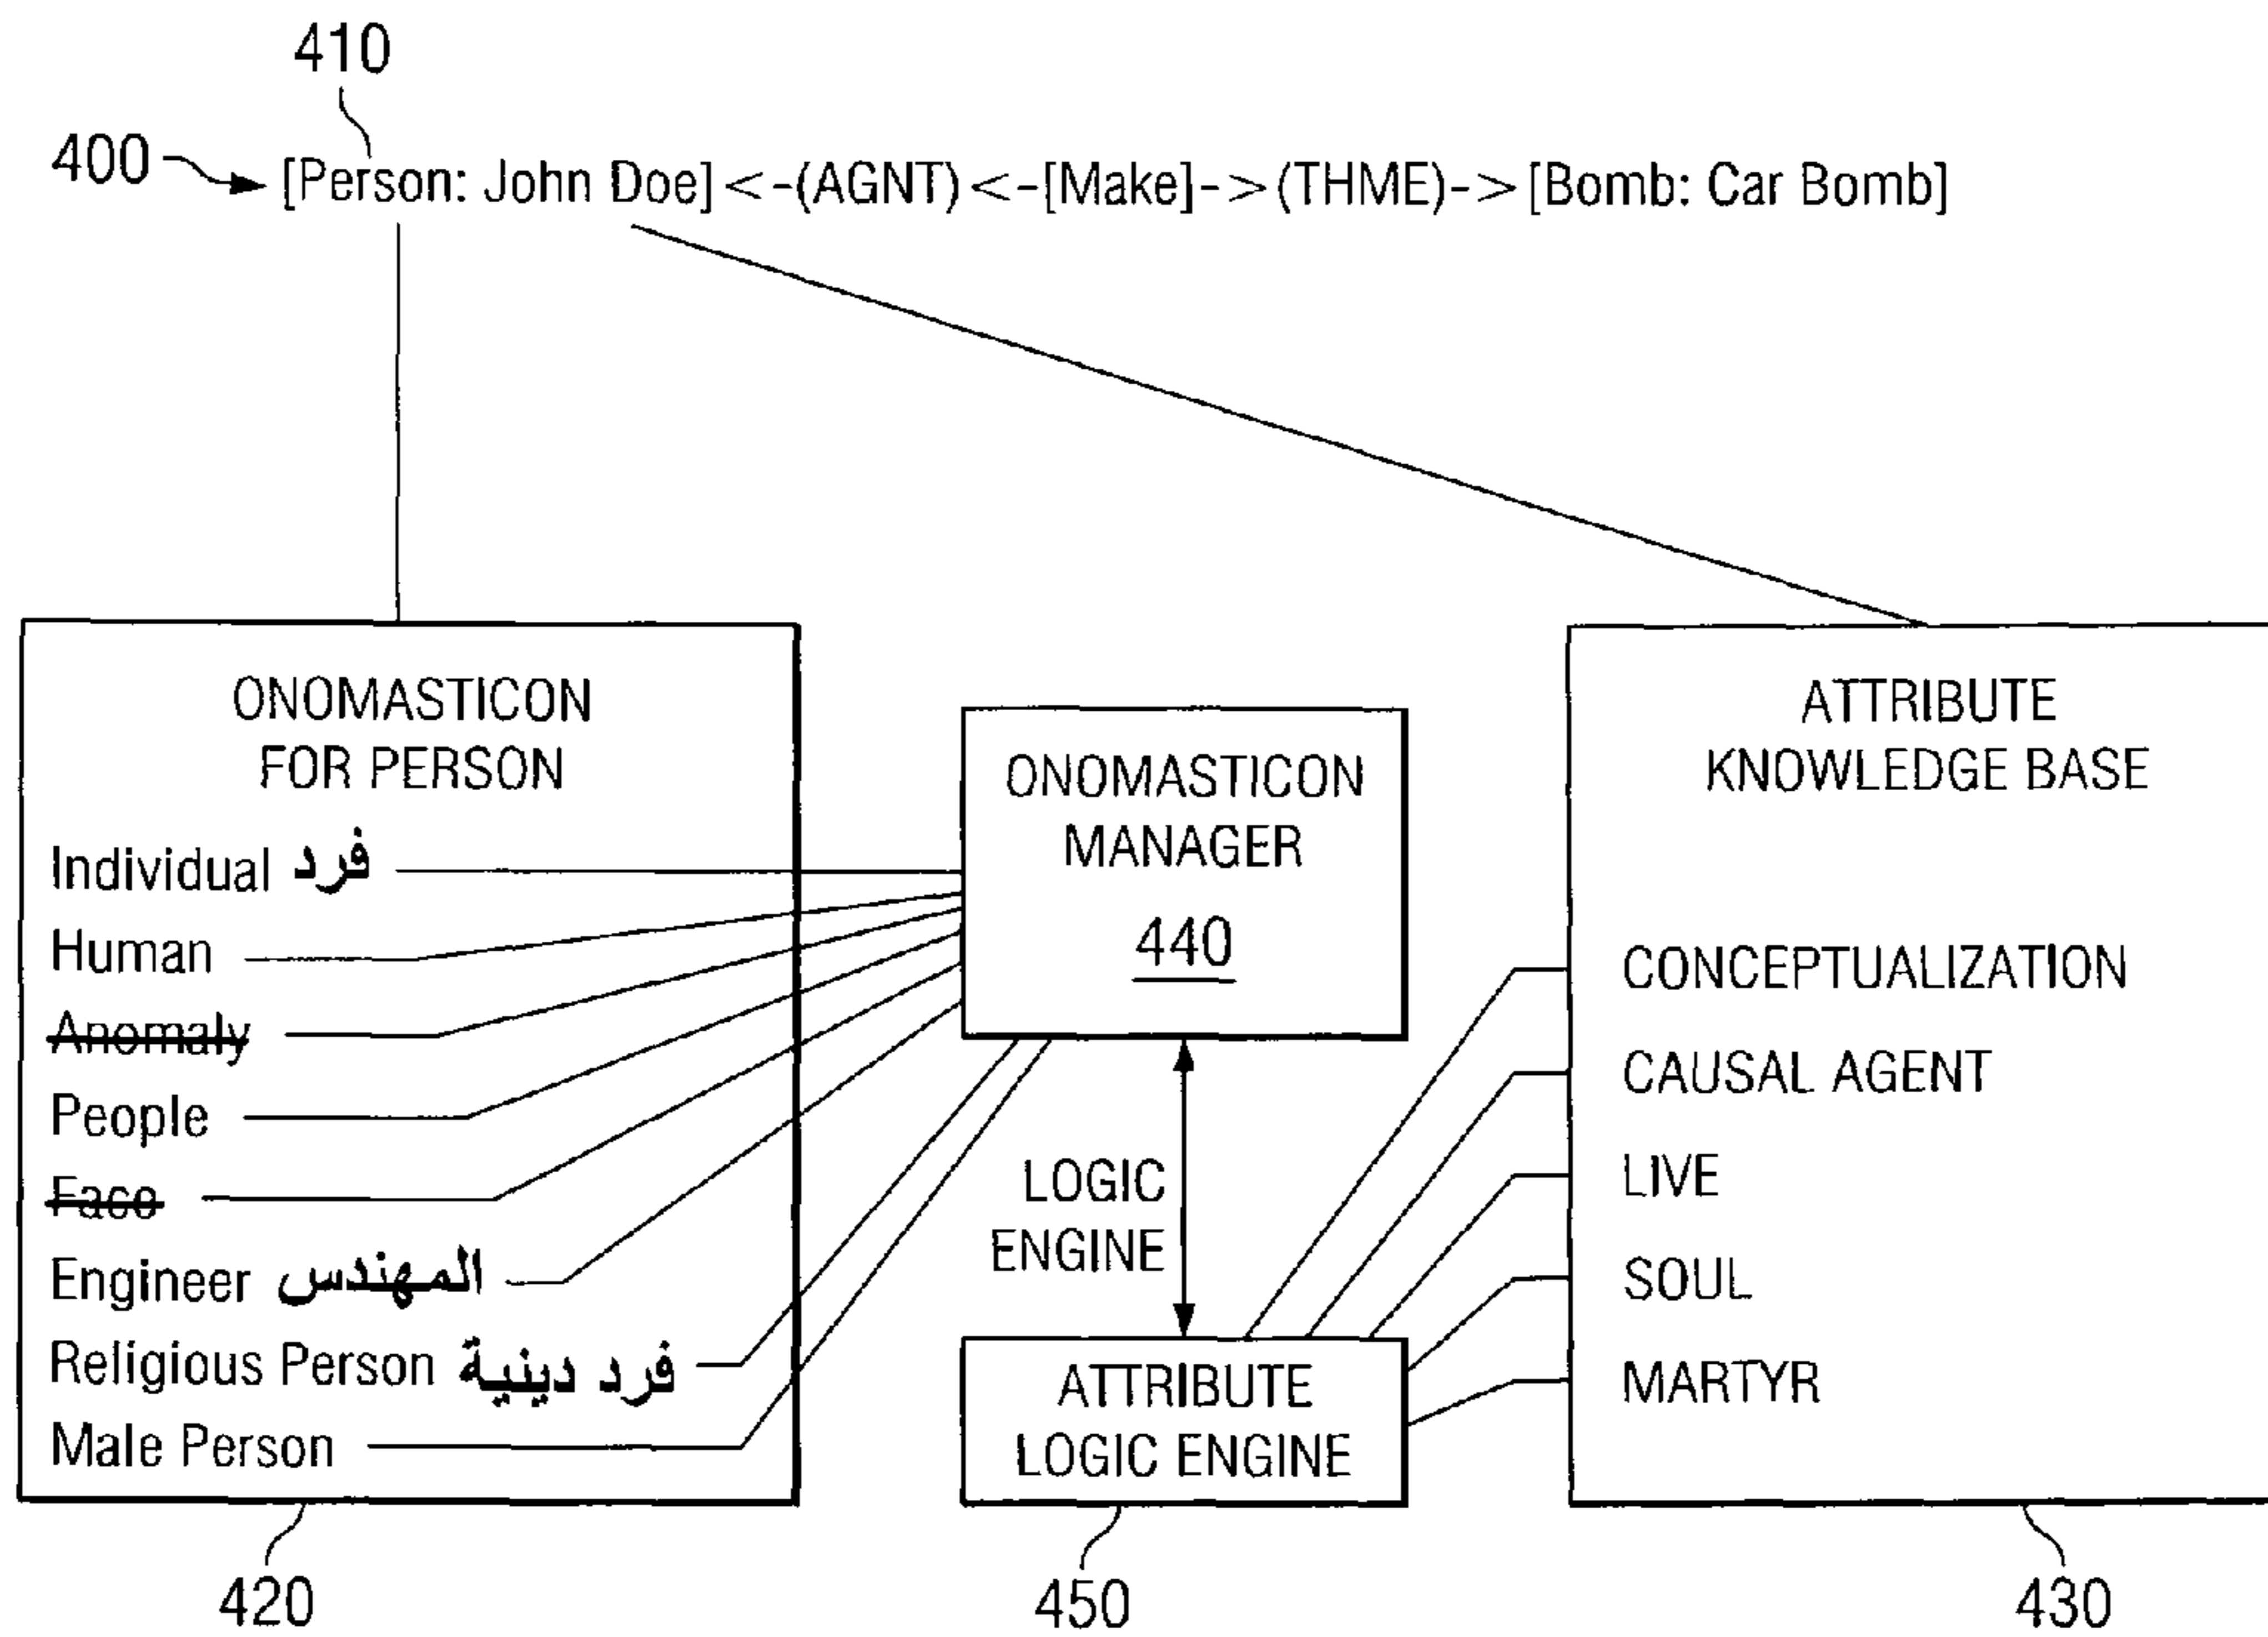 410
400 [Person: John Doe]<-(AGNT)<-[Make]->(THME)->[Bomb: Car Bomb]
ONOMASTICON
FOR PERSON
Individual فرد
Human
Anomaly
People
Face
Engineer المهندس
Religious Person فرد دينية
Male Person
420
ONOMASTICON
MANAGER
440
LOGIC
ENGINE
ATTRIBUTE
LOGIC ENGINE
450
ATTRIBUTE
KNOWLEDGE BASE
CONCEPTUALIZATION
CAUSAL AGENT
LIVE
SOUL
MARTYR
430